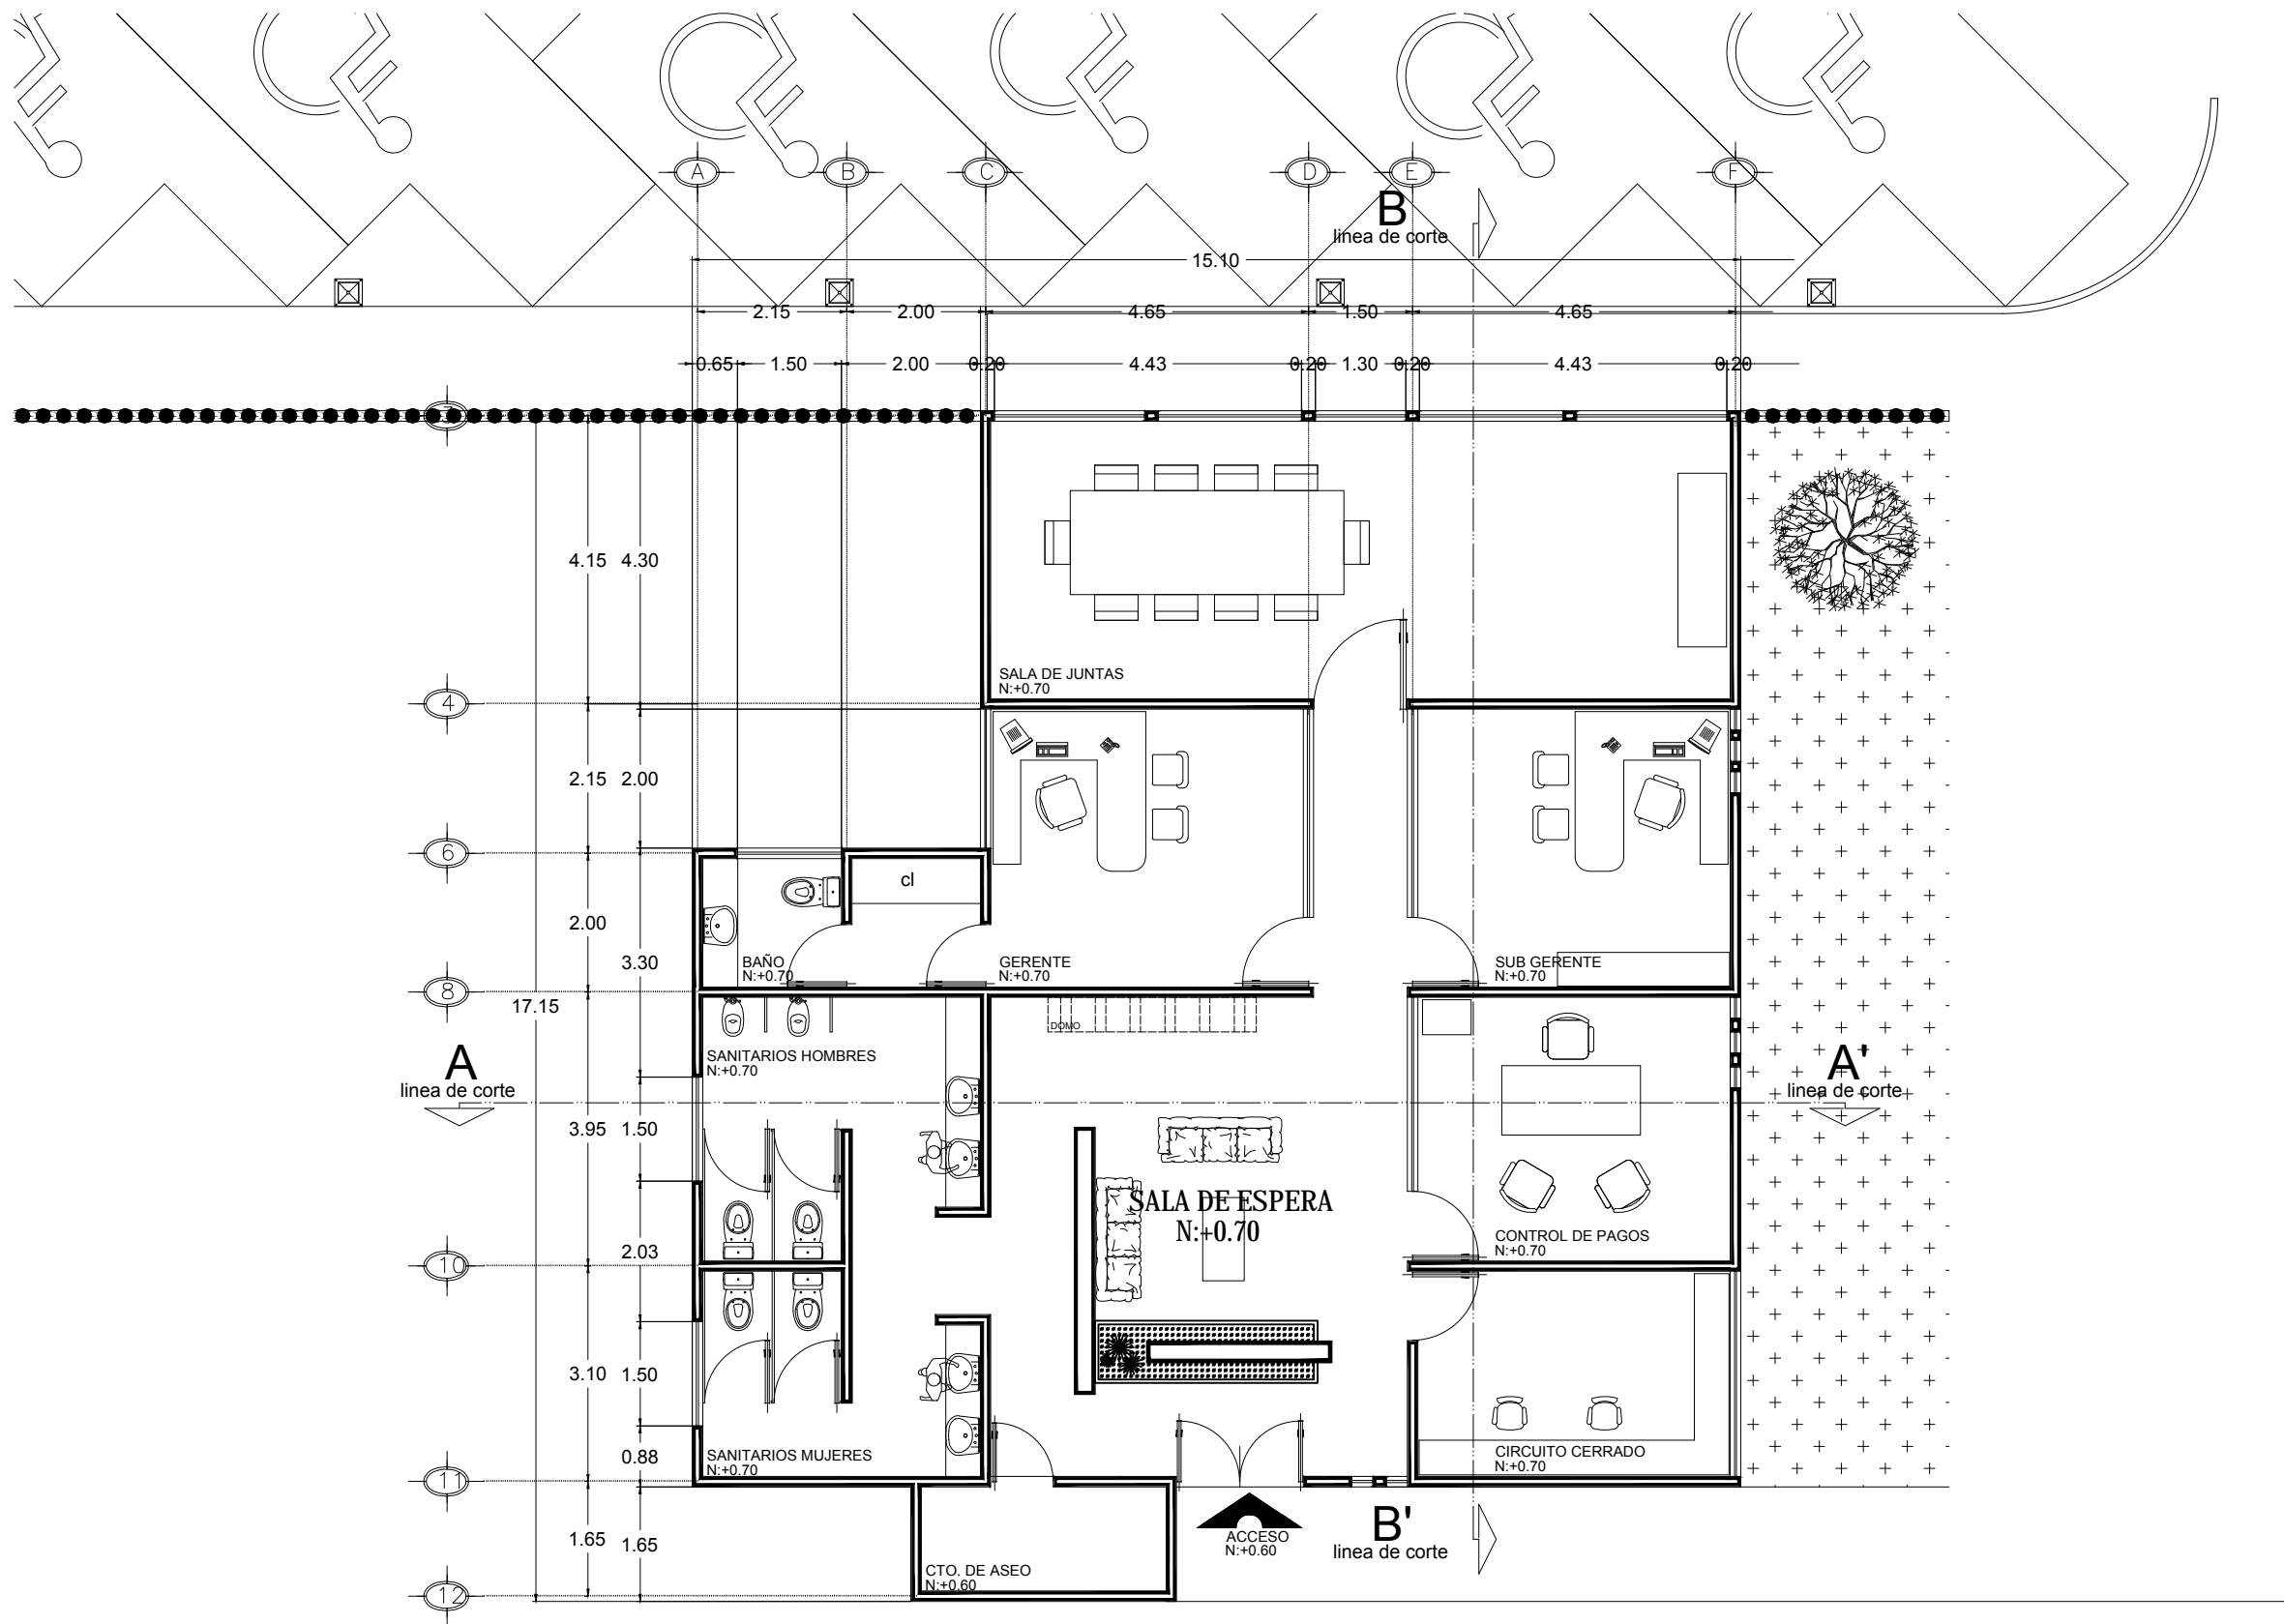 A B C D E F
B
linea de corte
15.10
2.15 2.00 4.65 1.50 4.65
0.65 1.50 2.00 0.20 4.43 0.20 1.30 0.20 4.43 0.20
4.15 4.30
SALA DE JUNTAS
N:+0.70
4
2.15 2.00
6
cl
2.00
3.30
BAÑO
N:+0.70
GERENTE
N:+0.70
SUB GERENTE
N:+0.70
8
17.15
DOMO
SANITARIOS HOMBRES
N:+0.70
A
linea de corte
A'
linea de corte
3.95 1.50
SALA DE ESPERA
N:+0.70
CONTROL DE PAGOS
N:+0.70
2.03
10
3.10 1.50
0.88
SANITARIOS MUJERES
N:+0.70
CIRCUITO CERRADO
N:+0.70
11
1.65 1.65
ACCESO
N:+0.60
B'
linea de corte
CTO. DE ASEO
N:+0.60
12